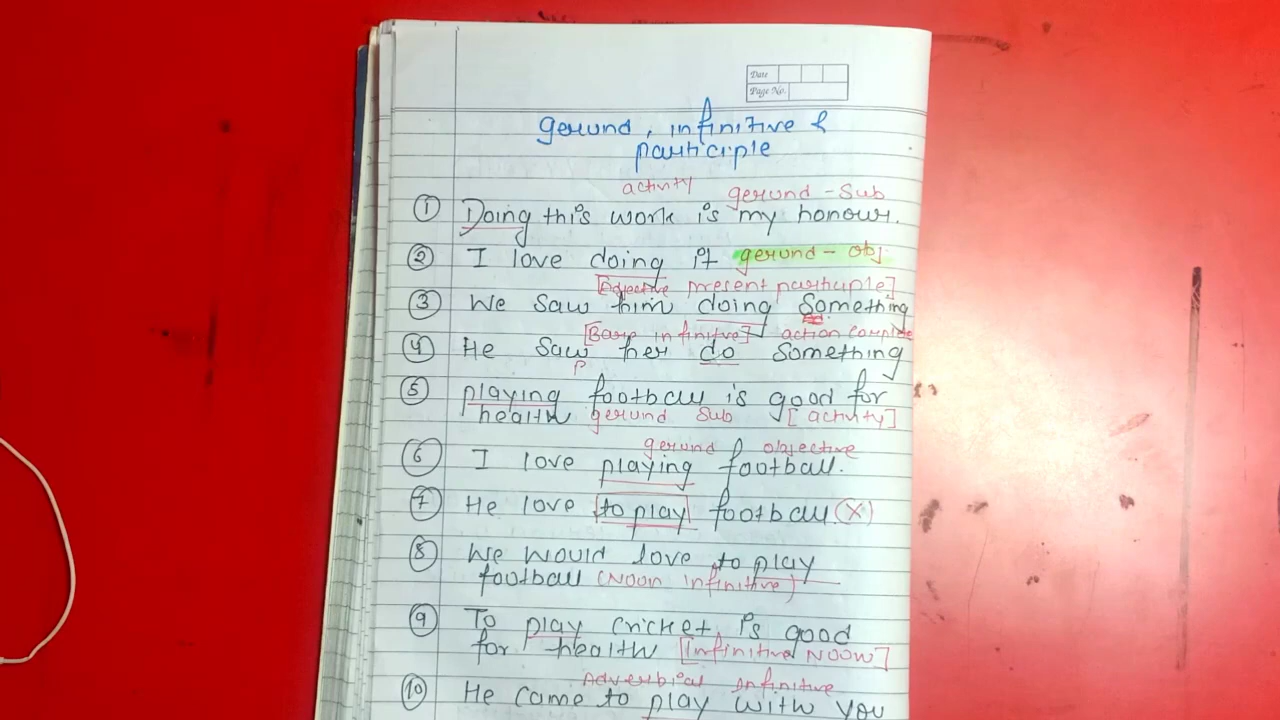 Date
Page No.
gerund, infinitive &
participle
activity gerund - Sub
① Doing this work is my honour.
② I love doing it gerund - obj
[Adjective present participle]
③ We saw him doing Something
[Bare infinitive] action complete
④ He saw her do something
p
⑤ playing football is good for
health gerund Sub [activity]
gerund objective
⑥ I love playing football.
⑦ He love to play football. (X)
⑧ We would love to play
football (Noun infinitive)
⑨ To play cricket, is good
for health [infinitive Noun]
Adverbial infinitive
⑩ He came to play with you